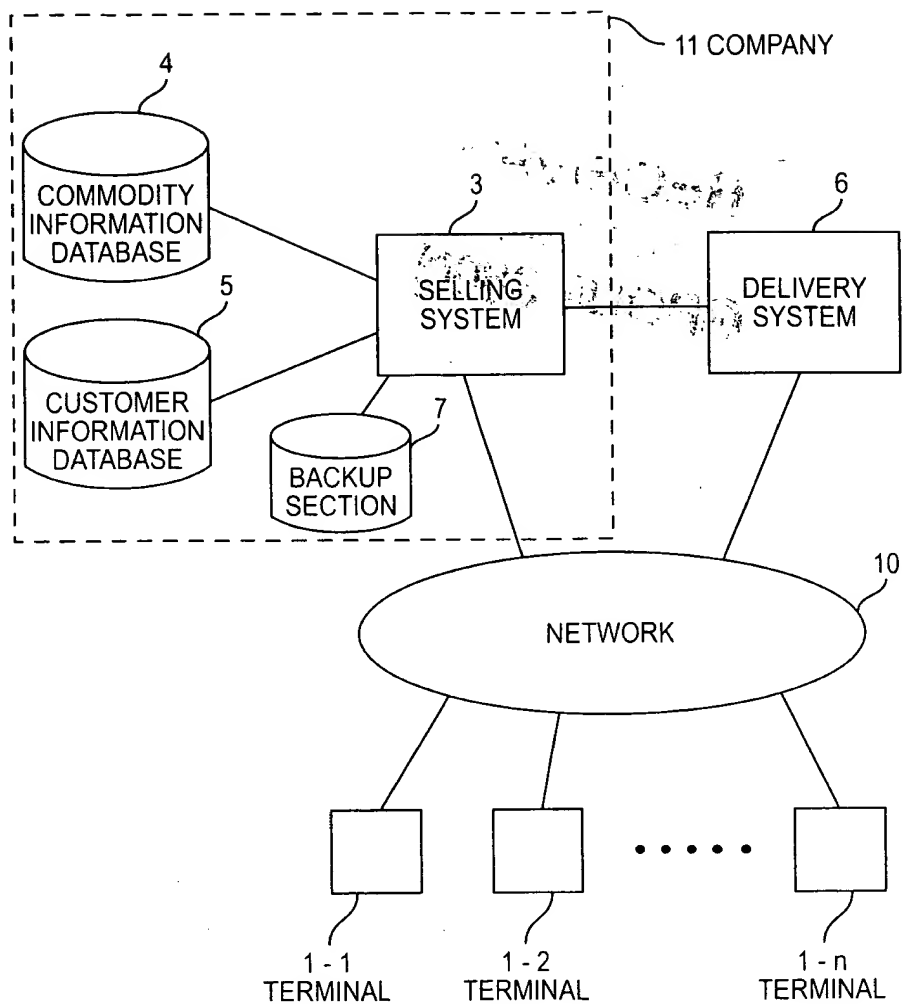 11 COMPANY
4
COMMODITY
INFORMATION
DATABASE
3
SELLING
SYSTEM
6
DELIVERY
SYSTEM
5
CUSTOMER
INFORMATION
DATABASE
7
BACKUP
SECTION
10
NETWORK
1 - 1
TERMINAL
1 - 2
TERMINAL
1 - n
TERMINAL